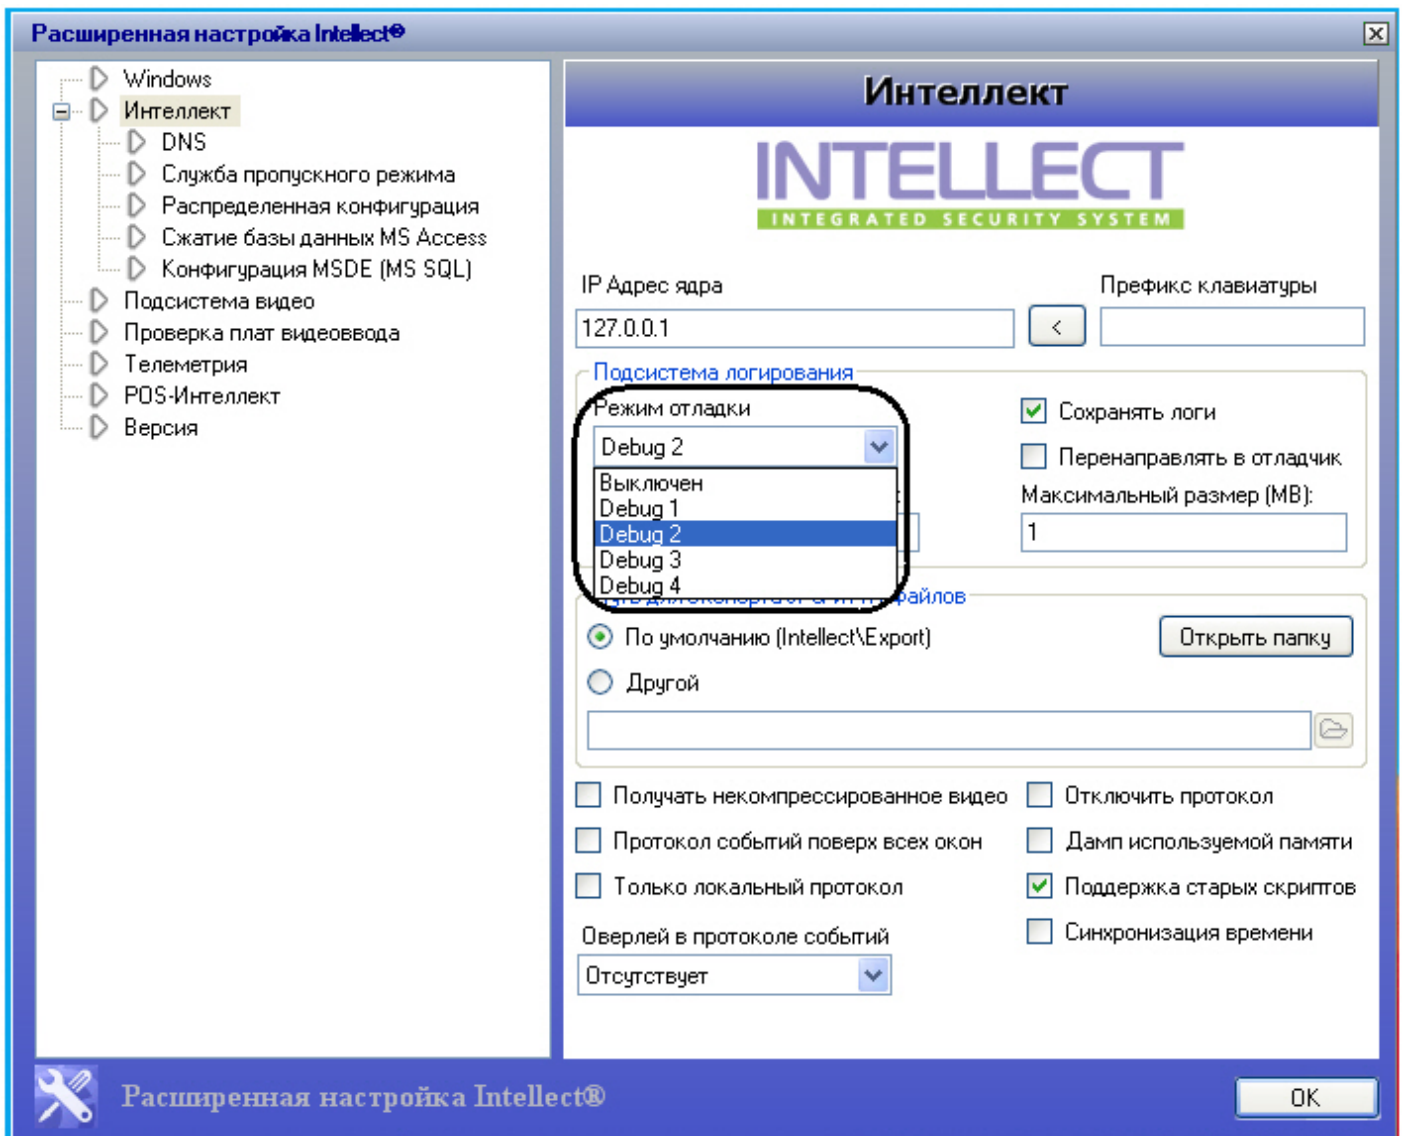 Расширенная настройка Intellect®
Windows
Интеллект
DNS
Служба пропускного режима
Распределенная конфигурация
Сжатие базы данных MS Access
Конфигурация MSDE (MS SQL)
Подсистема видео
Проверка плат видеоввода
Телеметрия
POS-Интеллект
Версия
Интеллект
INTELLECT
INTEGRATED SECURITY SYSTEM
IP Адрес ядра
Префикс клавиатуры
127.0.0.1
<
Подсистема логирования
Режим отладки
Сохранять логи
Debug 2
Перенаправлять в отладчик
Выключен
Debug 1
Debug 2
Debug 3
Debug 4
Максимальный размер (MB):
1
файлов
По умолчанию (Intellect\Export)
Открыть папку
Другой
Получать некомпрессированное видео
Отключить протокол
Протокол событий поверх всех окон
Дамп используемой памяти
Только локальный протокол
Поддержка старых скриптов
Оверлей в протоколе событий
Синхронизация времени
Отсутствует
Расширенная настройка Intellect®
OK